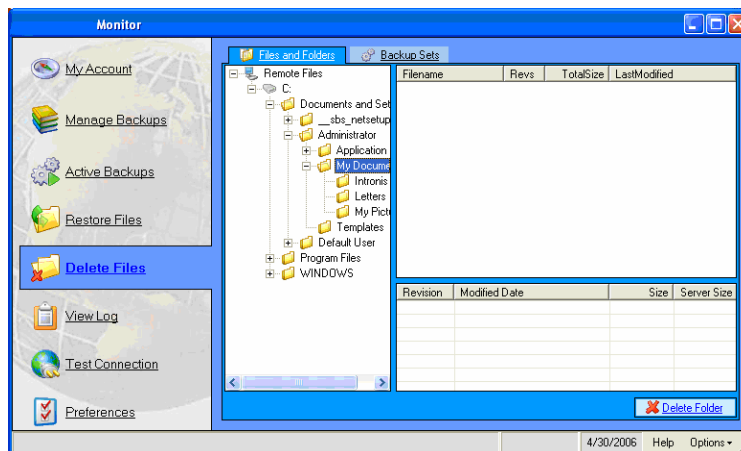 Monitor
My Account
Manage Backups
Active Backups
Restore Files
Delete Files
View Log
Test Connection
Preferences
Files and Folders
Backup Sets
Remote Files
C:
Documents and Set
__sbs_netsetup
Administrator
Application
My Docume
Intronis
Letters
My Pict
Templates
Default User
Program Files
WINDOWS
Filename Revs TotalSize LastModified
Revision Modified Date Size Server Size
Delete Folder
4/30/2006 Help Options